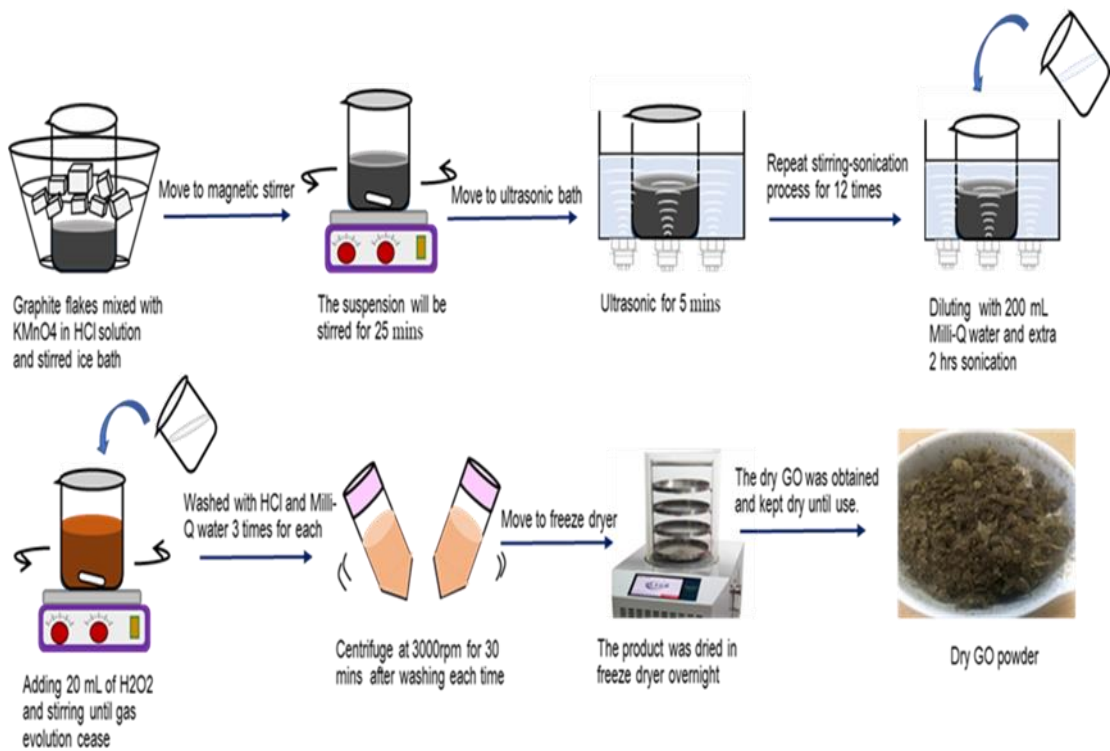 Move to magnetic stirrer
Move to ultrasonic bath
Repeat stirring-sonication
process for 12 times
Graphite flakes mixed with
KMnO4 in HCl solution
and stirred ice bath
The suspension will be
stirred for 25 mins
Ultrasonic for 5 mins
Diluting with 200 mL
Milli-Q water and extra
2 hrs sonication
Washed with HCl and Milli-
Q water 3 times for each
Move to freeze dryer
The dry GO was obtained
and kept dry until use.
Adding 20 mL of H2O2
and stirring until gas
evolution cease
Centrifuge at 3000rpm for 30
mins after washing each time
The product was dried in
freeze dryer overnight
Dry GO powder